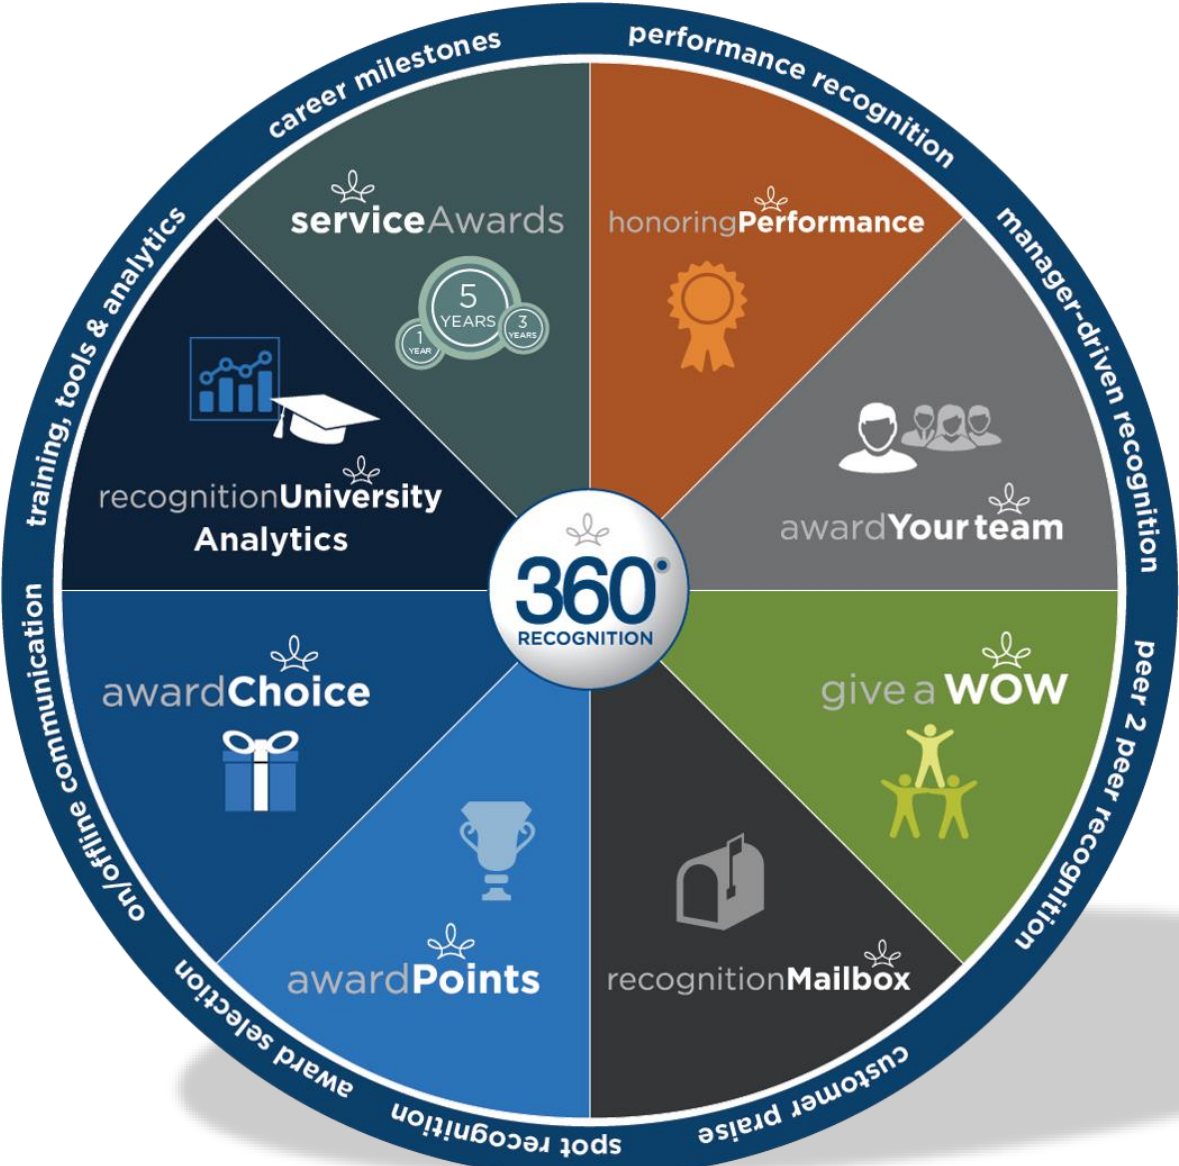 career milestones
performance recognition
manager-driven recognition
peer 2 peer recognition
customer praise
spot recognition
award selection
on/offline communication
training, tools & analytics
serviceAwards
5
YEARS
1
YEAR
3
YEARS
honoringPerformance
awardYourteam
give a WOW
recognitionMailbox
awardPoints
awardChoice
recognitionUniversity
Analytics
360°
RECOGNITION